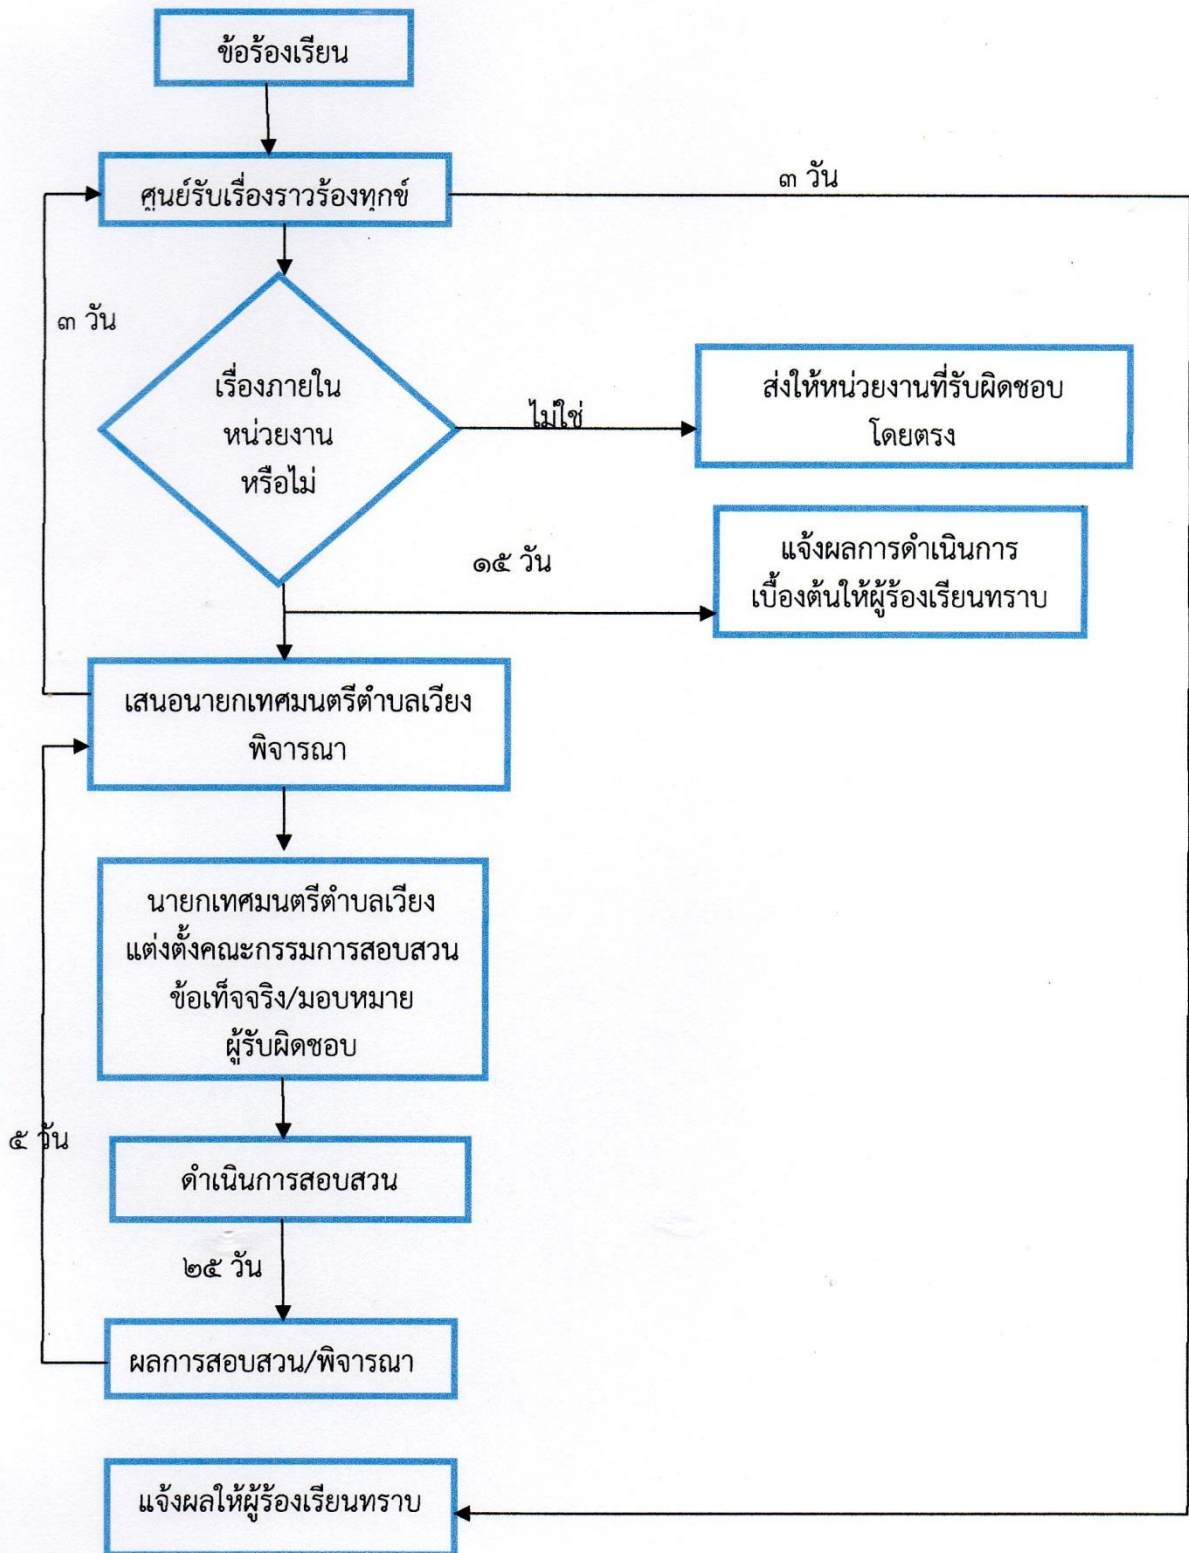 ข้อร้องเรียน
ศูนย์รับเรื่องราวร้องทุกข์
๓ วัน
๓ วัน
เรื่องภายใน
หน่วยงาน
หรือไม่
ไม่ใช่
ส่งให้หน่วยงานที่รับผิดชอบ
โดยตรง
๑๕ วัน
แจ้งผลการดำเนินการ
เบื้องต้นให้ผู้ร้องเรียนทราบ
เสนอนายกเทศมนตรีตำบลเวียง
พิจารณา
นายกเทศมนตรีตำบลเวียง
แต่งตั้งคณะกรรมการสอบสวน
ข้อเท็จจริง/มอบหมาย
ผู้รับผิดชอบ
๕ วัน
ดำเนินการสอบสวน
๒๕ วัน
ผลการสอบสวน/พิจารณา
แจ้งผลให้ผู้ร้องเรียนทราบ